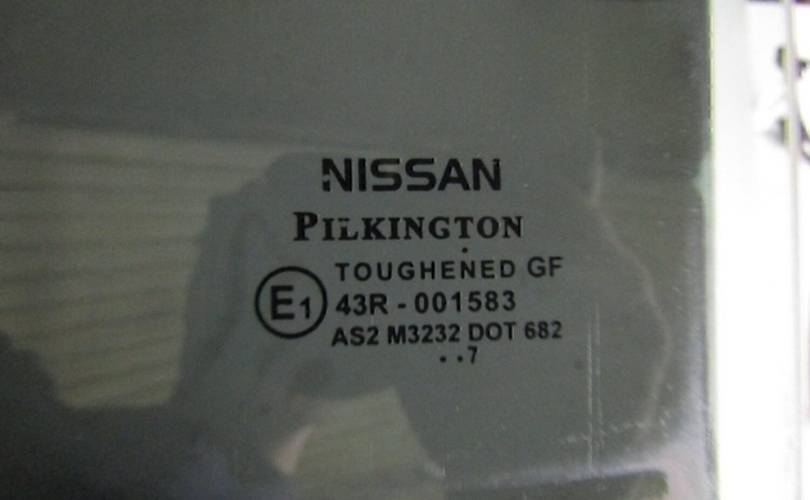 NISSAN
PILKINGTON
TOUGHENED GF
E1 43R - 001583
AS2 M3232 DOT 682
. . 7